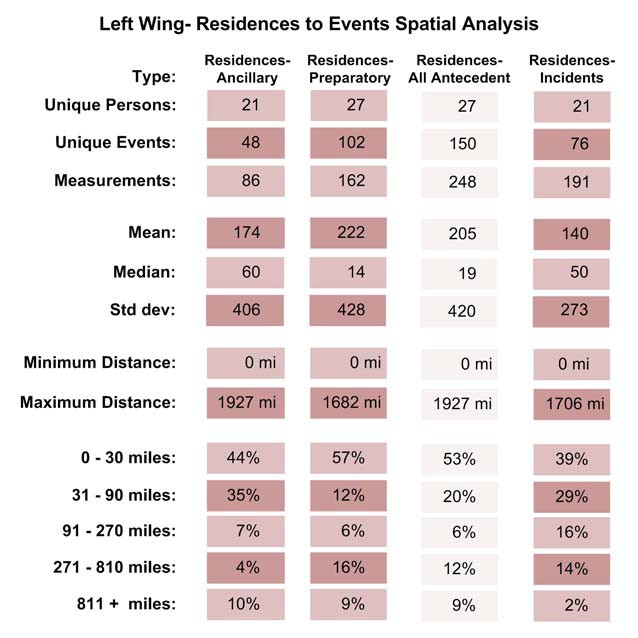 Left Wing- Residences to Events Spatial Analysis
Type: Residences-Ancillary Residences-Preparatory Residences-All Antecedent Residences-Incidents
Unique Persons: 21 27 27 21
Unique Events: 48 102 150 76
Measurements: 86 162 248 191
Mean: 174 222 205 140
Median: 60 14 19 50
Std dev: 406 428 420 273
Minimum Distance: 0 mi 0 mi 0 mi 0 mi
Maximum Distance: 1927 mi 1682 mi 1927 mi 1706 mi
0 - 30 miles: 44% 57% 53% 39%
31 - 90 miles: 35% 12% 20% 29%
91 - 270 miles: 7% 6% 6% 16%
271 - 810 miles: 4% 16% 12% 14%
811 + miles: 10% 9% 9% 2%